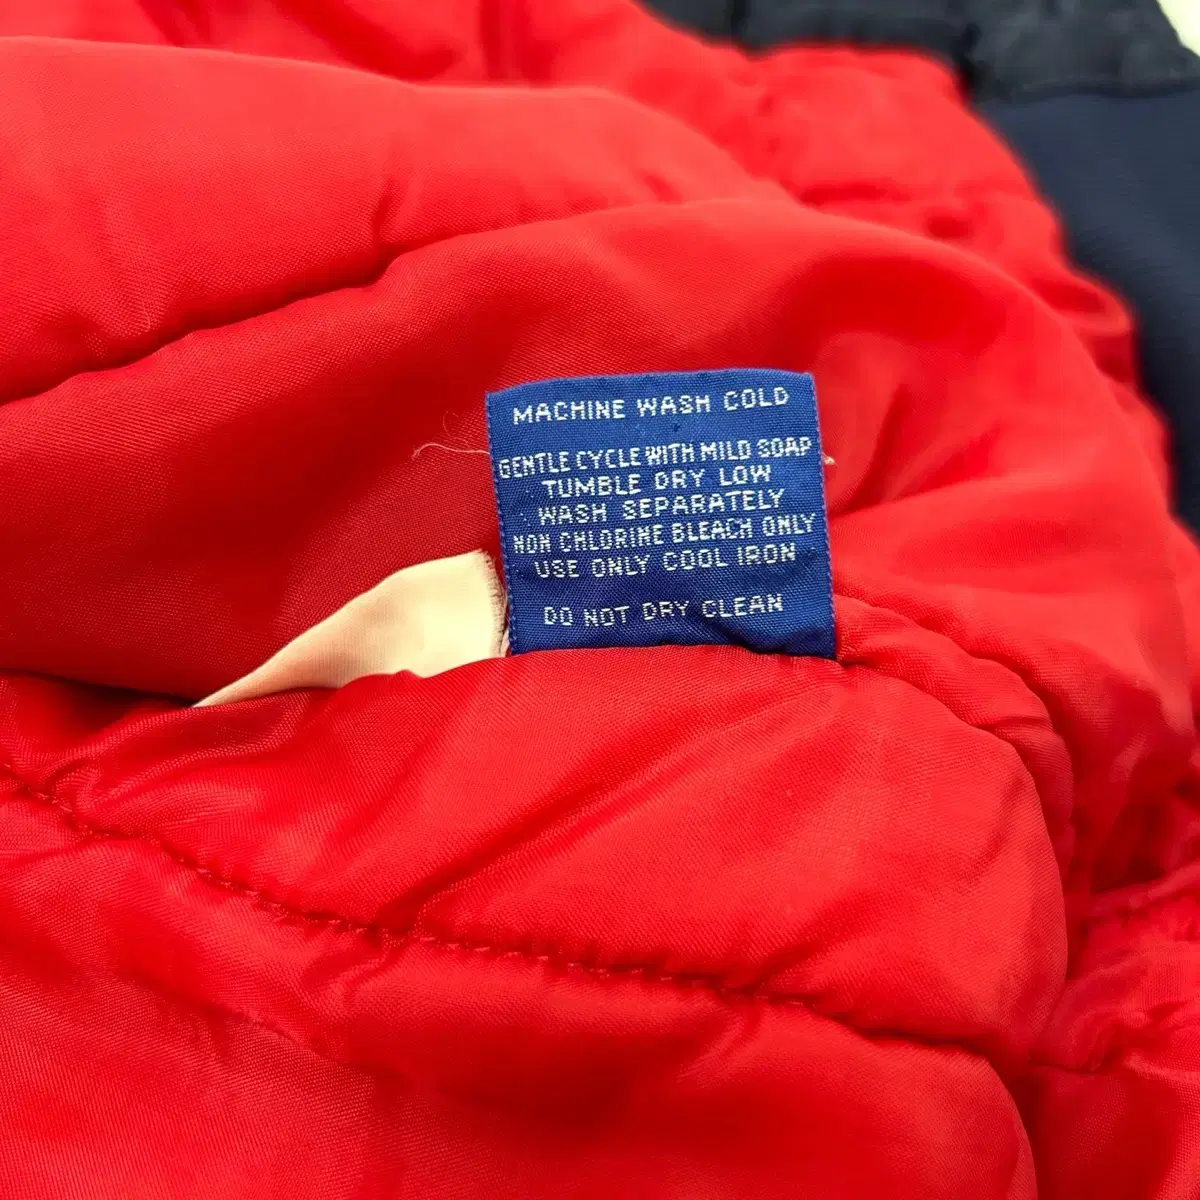 MACHINE WASH COLD
GENTLE CYCLE WITH MILD SOAP
TUMBLE DRY LOW
WASH SEPARATELY
NON CHLORINE BLEACH ONLY
USE ONLY COOL IRON
DO NOT DRY CLEAN